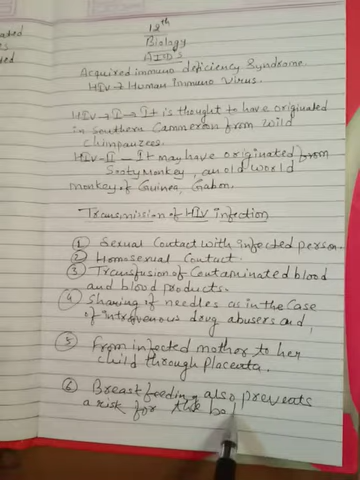 12th
Biology
AIDS
Acquired immuno deficiency Syndrome.
HIV → Human Immuno Virus.
HIV → I → It is thought to have originated
in southern Cammeroon from wild
chimpanzees.
HIV-II - It may have originated from
Sooty Monkey, an old world
monkey of Guinea, Gabon.
Transmission of HIV infection
① Sexual Contact with infected person.
② Homosexual Contact.
③ Transfusion of Contaminated blood
and blood products.
④ Sharing of needles as in the Case
of intravenous drug abusers and,
⑤ From infected mother to her
child through Placenta.
⑥ Breast feeding also prevents
a risk for the ba